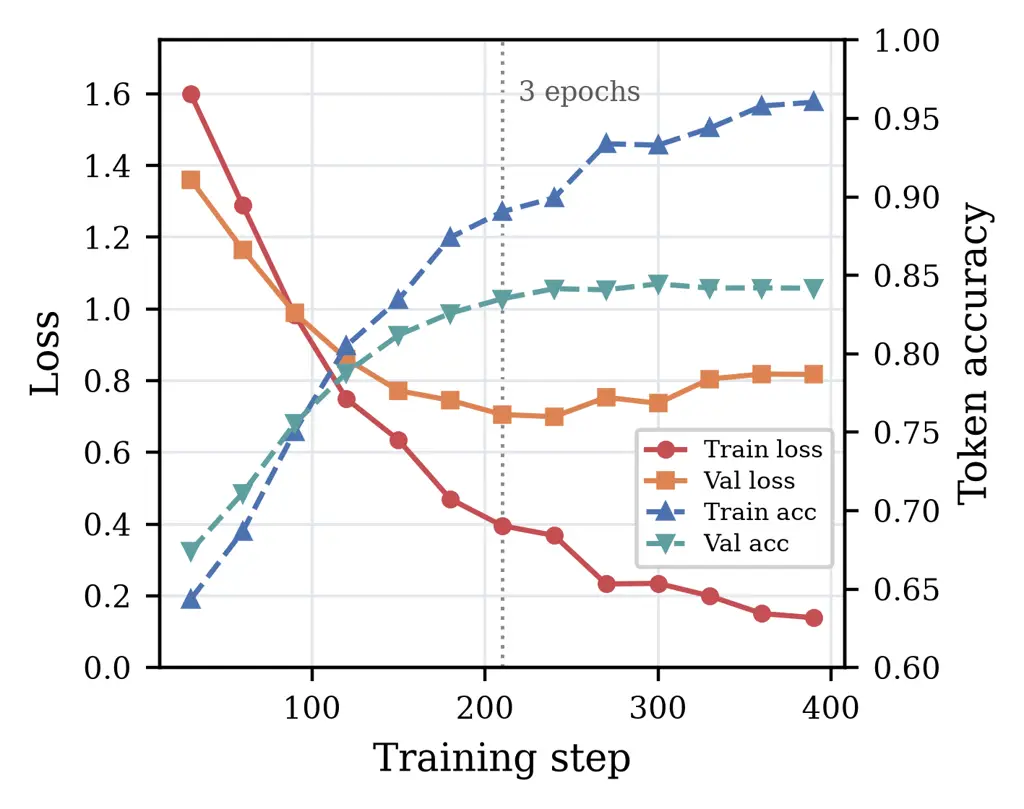 3 epochs
1.6
1.4
1.2
1.0
0.8
0.6
0.4
0.2
0.0
Loss
1.00
0.95
0.90
0.85
0.80
0.75
0.70
0.65
0.60
Token accuracy
Train loss
Val loss
Train acc
Val acc
100 200 300 400
Training step